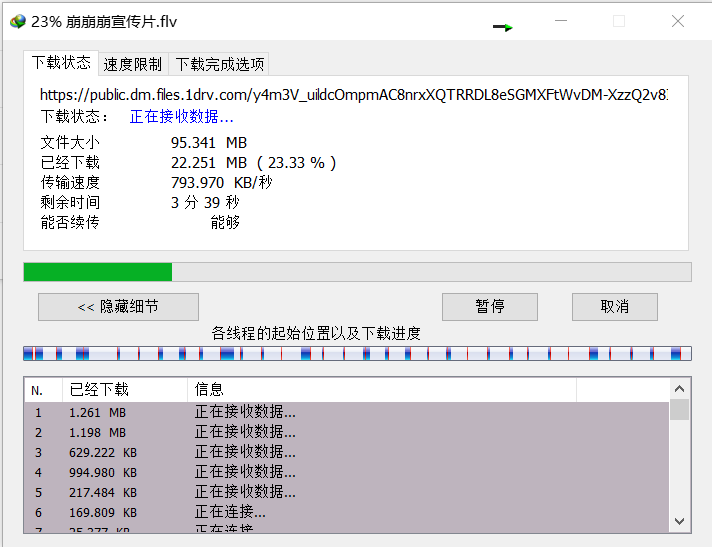 23% 崩崩崩宣传片.flv
下载状态 速度限制 下载完成选项
https://public.dm.files.1drv.com/y4m3V_uildcOmpmAC8nrxXQTRRDL8eSGMXFtWvDM-XzzQ2v8
下载状态： 正在接收数据...
文件大小 95.341 MB
已经下载 22.251 MB ( 23.33 % )
传输速度 793.970 KB/秒
剩余时间 3 分 39 秒
能否续传 能够
<< 隐藏细节 暂停 取消
各线程的起始位置以及下载进度
N. 已经下载 信息
1 1.261 MB 正在接收数据...
2 1.198 MB 正在接收数据...
3 629.222 KB 正在接收数据...
4 994.980 KB 正在接收数据...
5 217.484 KB 正在接收数据...
6 169.809 KB 正在连接...
7 25.277 KB 正在连接